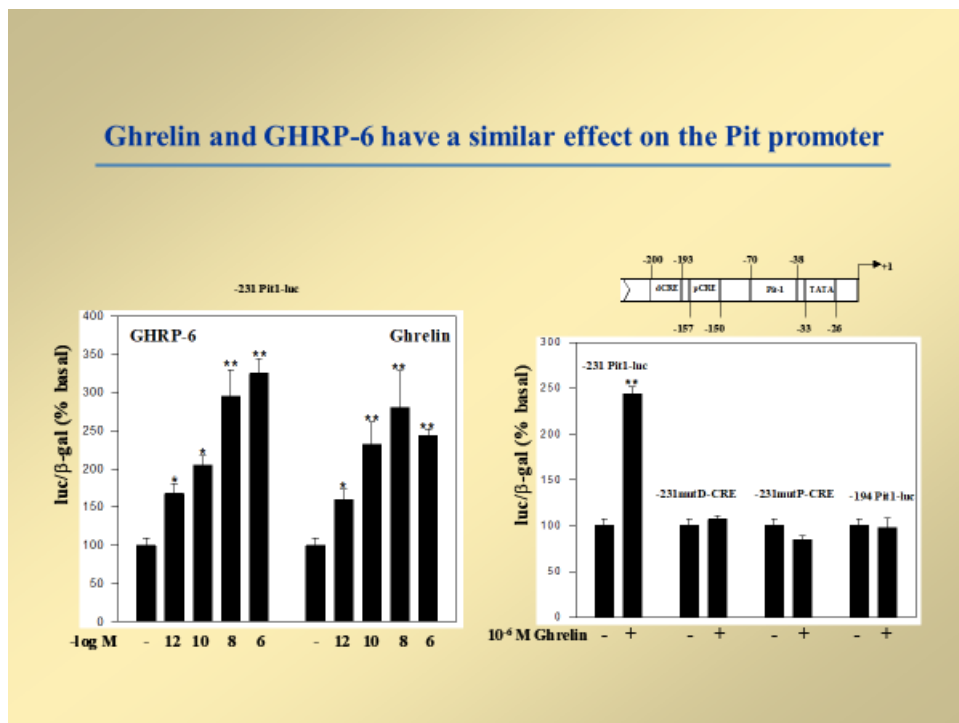 Ghrelin and GHRP-6 have a similar effect on the Pit promoter
-231 Pit1-luc
luc/β-gal (% basal)
400
350
300
250
200
150
100
50
0
GHRP-6 Ghrelin
* * ** ** * ** ** **
-log M - 12 10 8 6 - 12 10 8 6
-200 -193 -70 -38 +1
dCRE pCRE Pit-1 TATA
-157 -150 -33 -26
luc/β-gal (% basal)
300
250
200
150
100
50
0
-231 Pit1-luc
**
-231mutD-CRE -231mutP-CRE -194 Pit1-luc
10⁻⁶ M Ghrelin - + - + - + - +